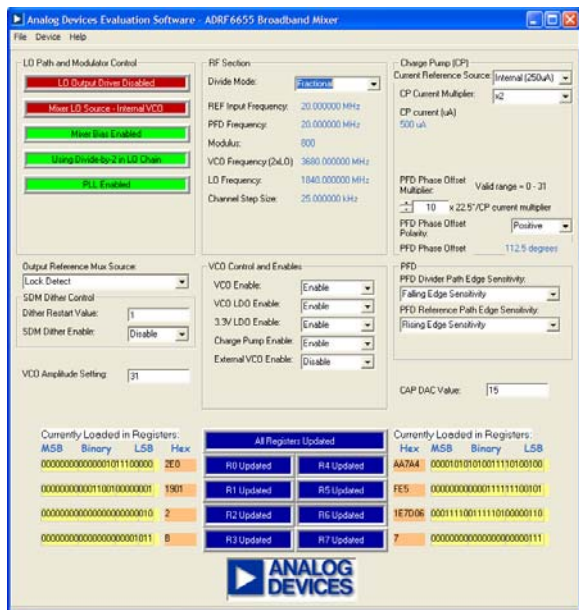 Analog Devices Evaluation Software - ADRF6655 Broadband Mixer
File Device Help
LO Path and Modulator Control
LO Output Driver Disabled
Mixer LO Source - Internal VCO
Mixer Bias Enabled
Using Divide-by-2 in LO Chain
PLL Enabled
RF Section
Divide Mode: Fractional
REF Input Frequency: 20.000000 MHz
PFD Frequency: 20.000000 MHz
Modulus: 800
VCO Frequency (2xLO) 3680.000000 MHz
LO Frequency: 1840.000000 MHz
Channel Step Size: 25.000000 kHz
Charge Pump (CP)
Current Reference Source: Internal (250uA)
CP Current Multiplier: x2
CP current (uA)
500 uA
PFD Phase Offset Multiplier: Valid range = 0 - 31
10 x 22.5°/CP current multiplier
PFD Phase Offset Polarity: Positive
PFD Phase Offset 112.5 degrees
Output Reference Mux Source:
Lock Detect
SDM Dither Control
Dither Restart Value: 1
SDM Dither Enable: Disable
VCO Amplitude Setting: 31
VCO Control and Enables
VCO Enable: Enable
VCO LDO Enable: Enable
3.3V LDO Enable: Enable
Charge Pump Enable: Enable
External VCO Enable: Disable
PFD
PFD Divider Path Edge Sensitivity:
Falling Edge Sensitivity
PFD Reference Path Edge Sensitivity:
Rising Edge Sensitivity
CAP DAC Value: 15
Currently Loaded in Registers:
MSB Binary LSB Hex
000000000000001011100000 2E0
000000000001100100000001 1901
000000000000000000000010 2
000000000000000000001011 B
All Registers Updated
R0 Updated R4 Updated
R1 Updated R5 Updated
R2 Updated R6 Updated
R3 Updated R7 Updated
Currently Loaded in Registers:
Hex MSB Binary LSB
AA7A4 000010101010011110100100
FE5 000000000000111111100101
1E7D06 000111100111110100000110
7 000000000000000000000111
ANALOG
DEVICES